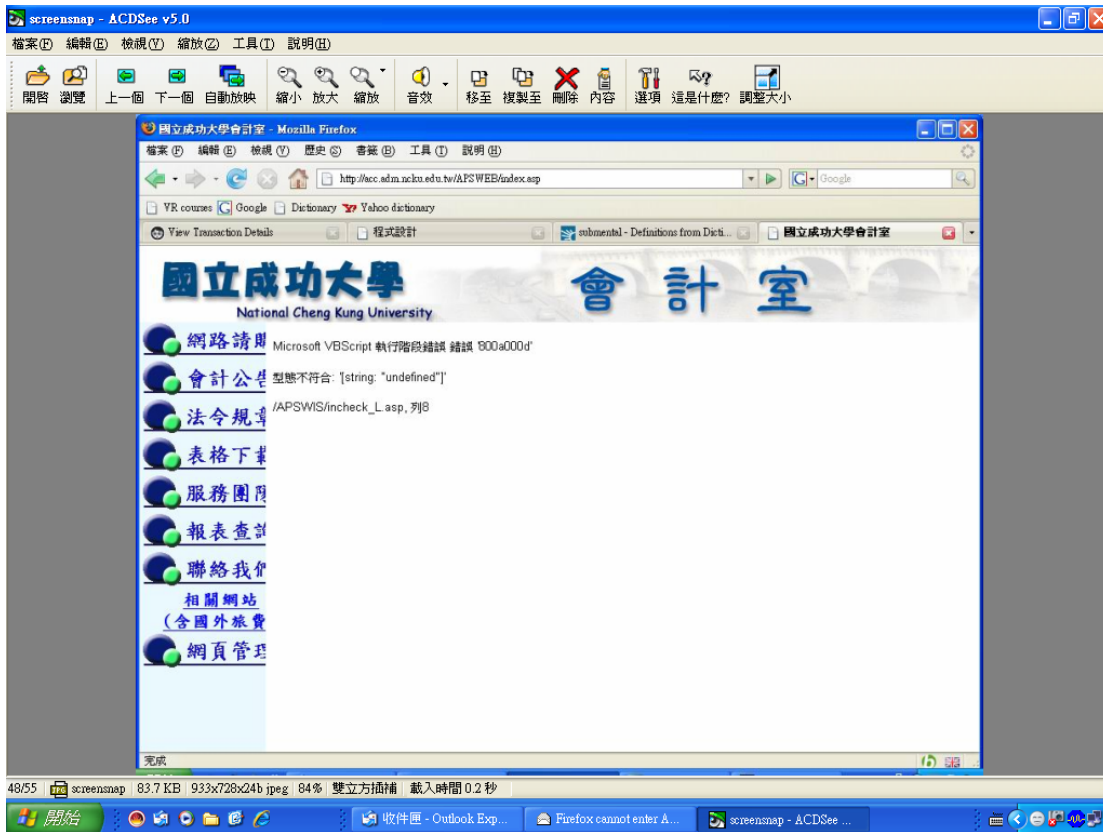 screensnap - ACDSee v5.0
檔案(F) 編輯(E) 檢視(V) 縮放(Z) 工具(T) 說明(H)
開啓 瀏覽 上一個 下一個 自動放映 縮小 放大 縮放 音效 移至 複製至 刪除 內容 選項 這是什麼? 調整大小
國立成功大學會計室 - Mozilla Firefox
檔案(F) 編輯(E) 檢視(V) 歷史(S) 書籤(B) 工具(T) 說明(H)
http://acc.adm.ncku.edu.tw/APSWEB/index.asp
Google
VR courses Google Dictionary Yahoo dictionary
View Transaction Details 程式設計 submental - Definitions from Dicti... 國立成功大學會計室
國立成功大學 會計室
National Cheng Kung University
網路請
會計公告
法令規章
表格下載
服務團隊
報表查詢
聯絡我們
相關網站
(含國外旅費
網頁管理
Microsoft VBScript 執行階段錯誤 錯誤 '800a000d'
型態不符合: '[string: "undefined"]'
/APSWIS/incheck_L.asp, 列8
完成
48/55 screensnap 83.7 KB 933x728x24b jpeg 84% 雙立方插補 載入時間 0.2 秒
開始 收件匣 - Outlook Exp... Firefox cannot enter A... screensnap - ACDSee ...